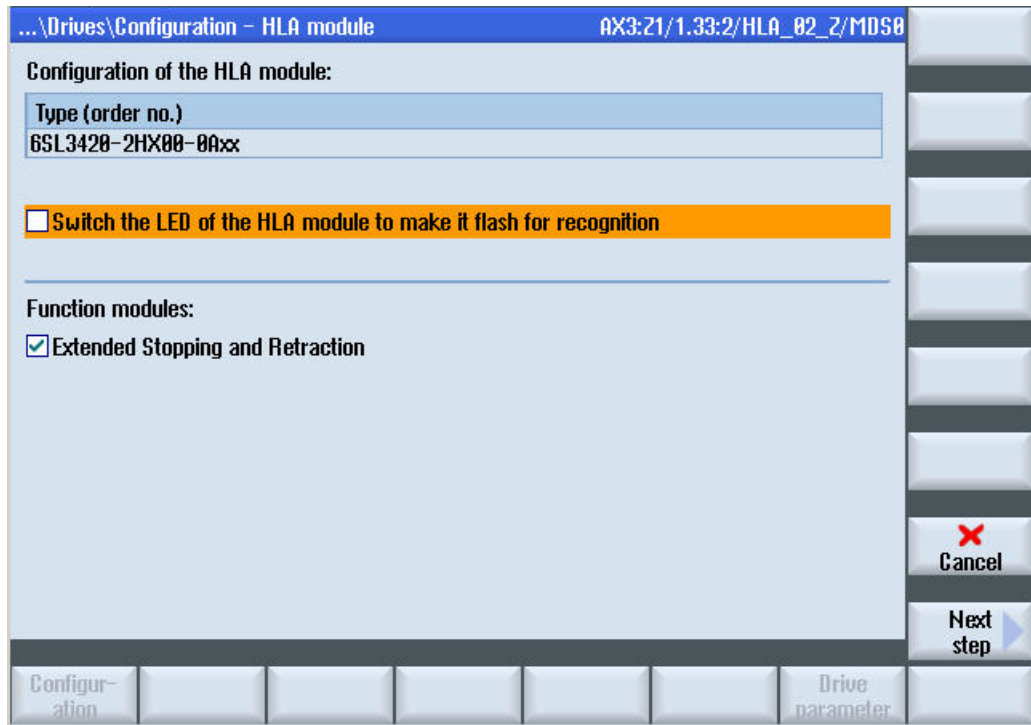 ...\Drives\Configuration - HLA module AX3:Z1/1.33:2/HLA_02_Z/MDS0
Configuration of the HLA module:
Type (order no.)
6SL3420-2HX00-0Axx
Switch the LED of the HLA module to make it flash for recognition
Function modules:
Extended Stopping and Retraction
Cancel
Next
step
Configur-
ation
Drive
parameter